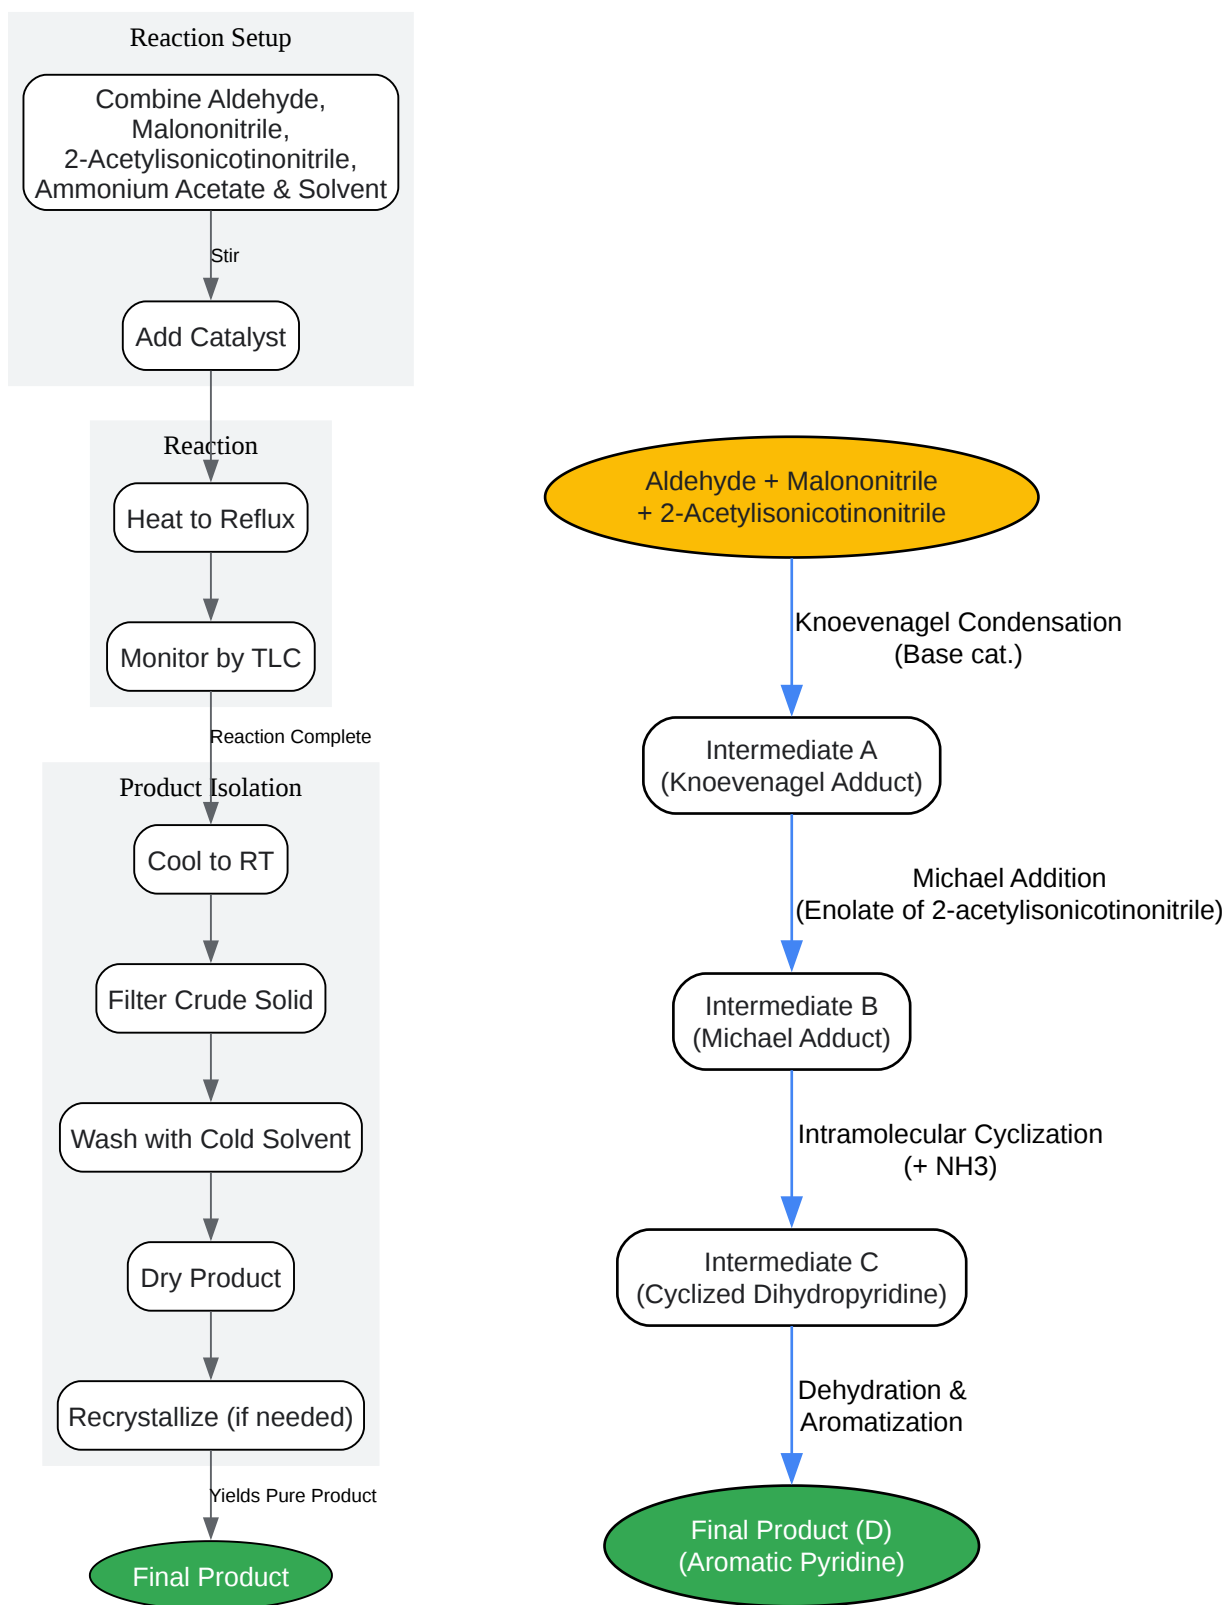 Reaction Setup
Combine Aldehyde,
Malononitrile,
2-Acetylisonicotinonitrile,
Ammonium Acetate & Solvent
Stir
Add Catalyst
Reaction
Heat to Reflux
Monitor by TLC
Reaction Complete
Product Isolation
Cool to RT
Filter Crude Solid
Wash with Cold Solvent
Dry Product
Recrystallize (if needed)
Yields Pure Product
Final Product
Aldehyde + Malononitrile
+ 2-Acetylisonicotinonitrile
Knoevenagel Condensation
(Base cat.)
Intermediate A
(Knoevenagel Adduct)
Michael Addition
(Enolate of 2-acetylisonicotinonitrile)
Intermediate B
(Michael Adduct)
Intramolecular Cyclization
(+ NH3)
Intermediate C
(Cyclized Dihydropyridine)
Dehydration &
Aromatization
Final Product (D)
(Aromatic Pyridine)